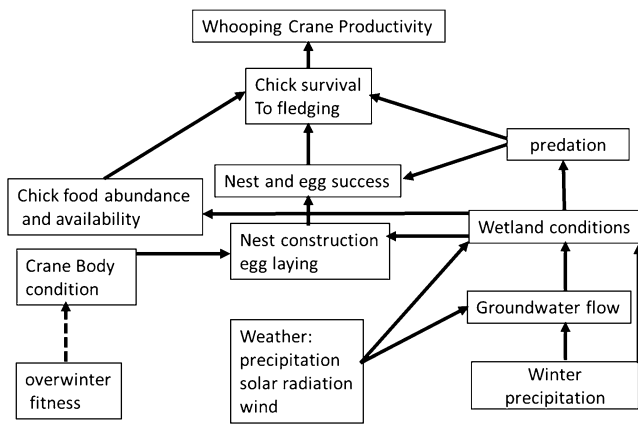 Whooping Crane Productivity
Chick survival
To fledging
predation
Nest and egg success
Chick food abundance
and availability
Wetland conditions
Nest construction
egg laying
Crane Body
condition
Groundwater flow
Weather:
precipitation
solar radiation
wind
overwinter
fitness
Winter
precipitation